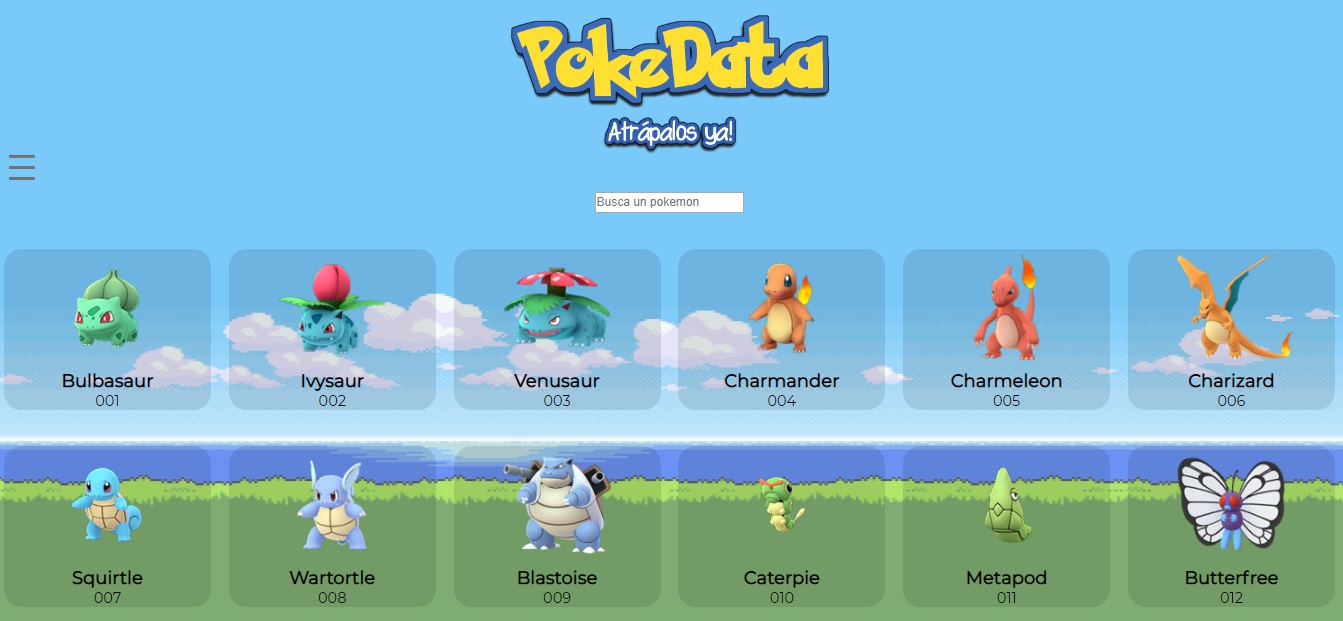 PokeData
Atrápalos ya!
Busca un pokemon
Bulbasaur
001
Ivysaur
002
Venusaur
003
Charmander
004
Charmeleon
005
Charizard
006
Squirtle
007
Wartortle
008
Blastoise
009
Caterpie
010
Metapod
011
Butterfree
012